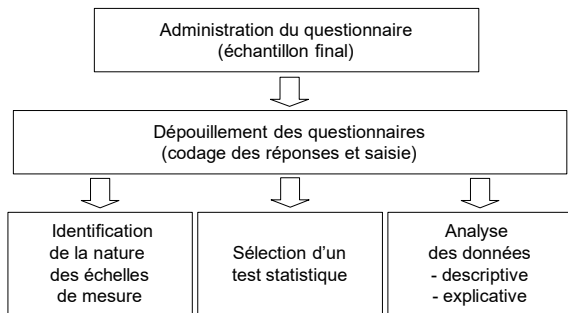 Administration du questionnaire
(échantillon final)
Dépouillement des questionnaires
(codage des réponses et saisie)
Identification
de la nature
des échelles
de mesure
Sélection d’un
test statistique
Analyse
des données
- descriptive
- explicative